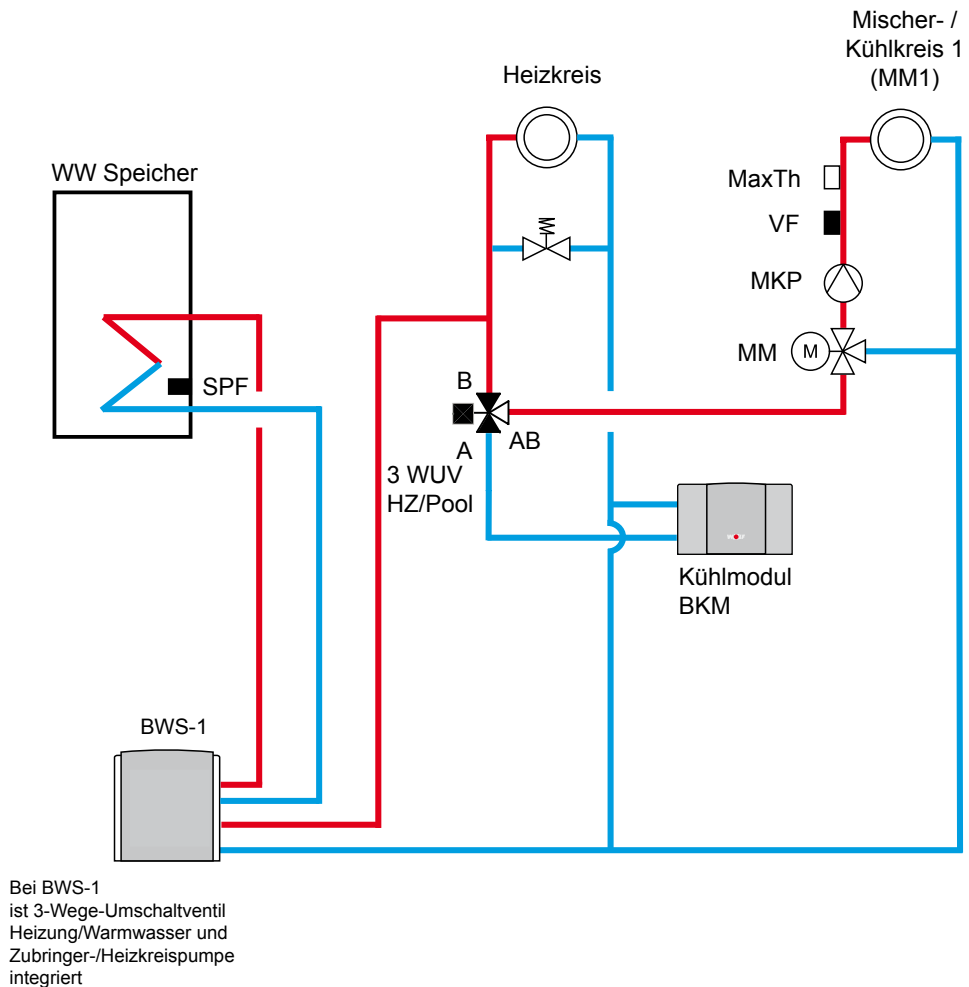 Mischer- /
Kühlkreis 1
(MM1)
Heizkreis
WW Speicher
MaxTh
VF
MKP
MM
M
SPF
B
A
AB
3 WUV
HZ/Pool
Kühlmodul
BKM
BWS-1
Bei BWS-1
ist 3-Wege-Umschaltventil
Heizung/Warmwasser und
Zubringer-/Heizkreispumpe
integriert